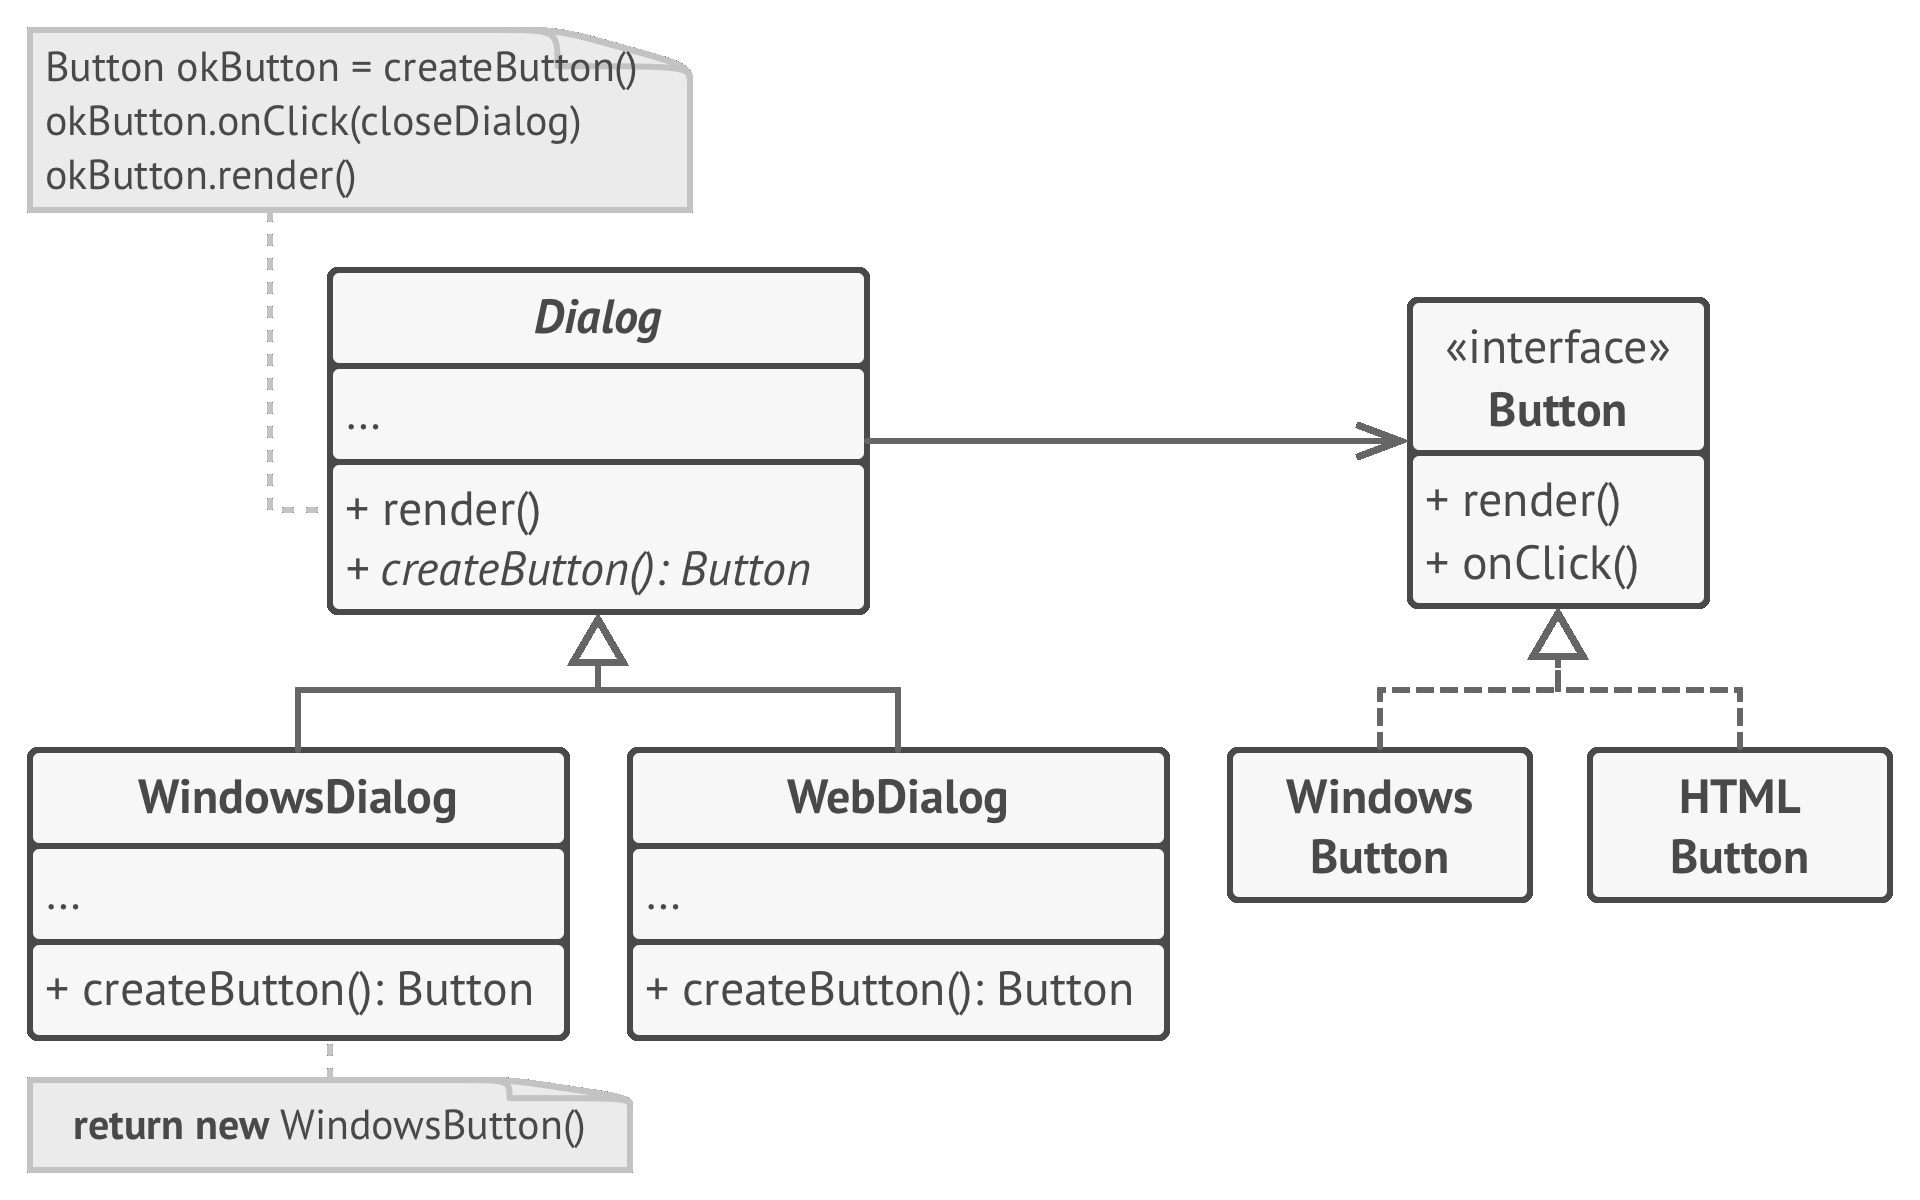 Button okButton = createButton()
okButton.onClick(closeDialog)
okButton.render()
Dialog
...
+ render()
+ createButton(): Button
«interface»
Button
+ render()
+ onClick()
WindowsDialog
...
+ createButton(): Button
return new WindowsButton()
WebDialog
...
+ createButton(): Button
Windows
Button
HTML
Button